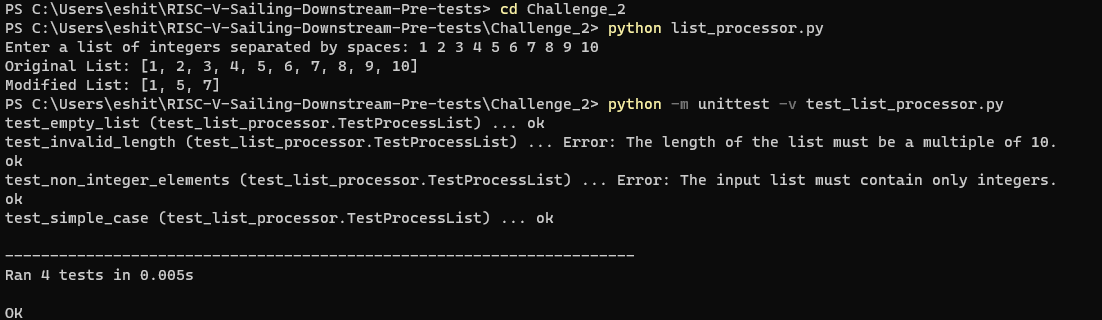 PS C:\Users\eshit\RISC-V-Sailing-Downstream-Pre-tests> cd Challenge_2
PS C:\Users\eshit\RISC-V-Sailing-Downstream-Pre-tests\Challenge_2> python list_processor.py
Enter a list of integers separated by spaces: 1 2 3 4 5 6 7 8 9 10
Original List: [1, 2, 3, 4, 5, 6, 7, 8, 9, 10]
Modified List: [1, 5, 7]
PS C:\Users\eshit\RISC-V-Sailing-Downstream-Pre-tests\Challenge_2> python -m unittest -v test_list_processor.py
test_empty_list (test_list_processor.TestProcessList) ... ok
test_invalid_length (test_list_processor.TestProcessList) ... Error: The length of the list must be a multiple of 10.
ok
test_non_integer_elements (test_list_processor.TestProcessList) ... Error: The input list must contain only integers.
ok
test_simple_case (test_list_processor.TestProcessList) ... ok
----------------------------------------------------------------------
Ran 4 tests in 0.005s
OK